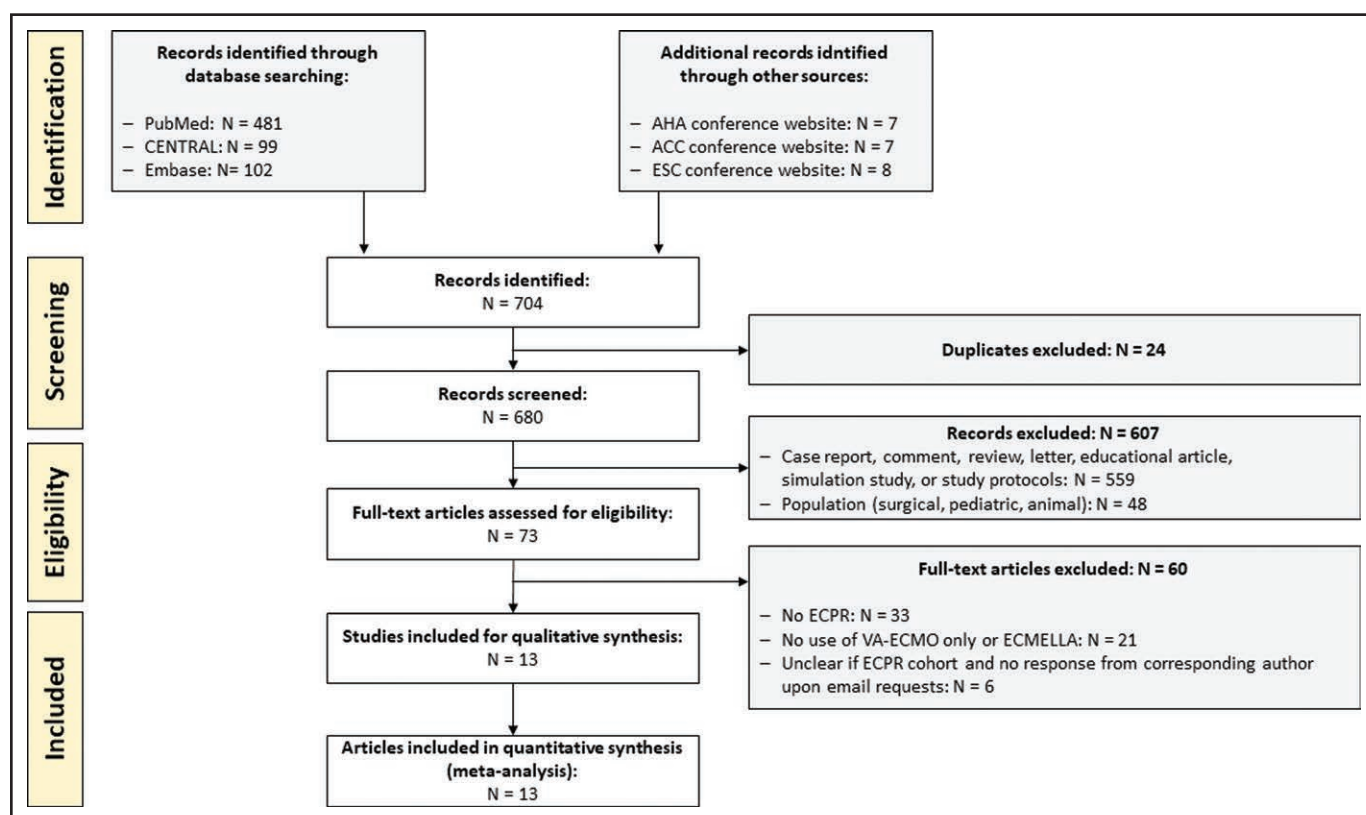 Identification
Records identified through
database searching:
– PubMed: N = 481
– CENTRAL: N = 99
– Embase: N= 102
Additional records idntified
through other sources:
– AHA conference website: N = 7
– ACC conference website: N = 7
– ESC conference website: N = 8
Screening
Records identified:
N = 704
Duplicates excluded: N = 24
Records screened:
N = 680
Eligibility
Records excluded: N = 607
– Case report, comment, review, letter, educational article,
simulation study, or study protocols: N = 559
– Population (surgical, pediatric, animal): N = 48
Full-text articles assessed for eligibility:
N = 73
Full-text articles excluded: N = 60
– No ECPR: N = 33
– No use of VA-ECMO only or ECMELLA: N = 21
– Unclear if ECPR cohort and no response from corresponding author
upon email requests: N = 6
Included
Studies included for qualitative synthesis:
N = 13
Articles included in quantitative synthesis
(meta-analysis):
N = 13